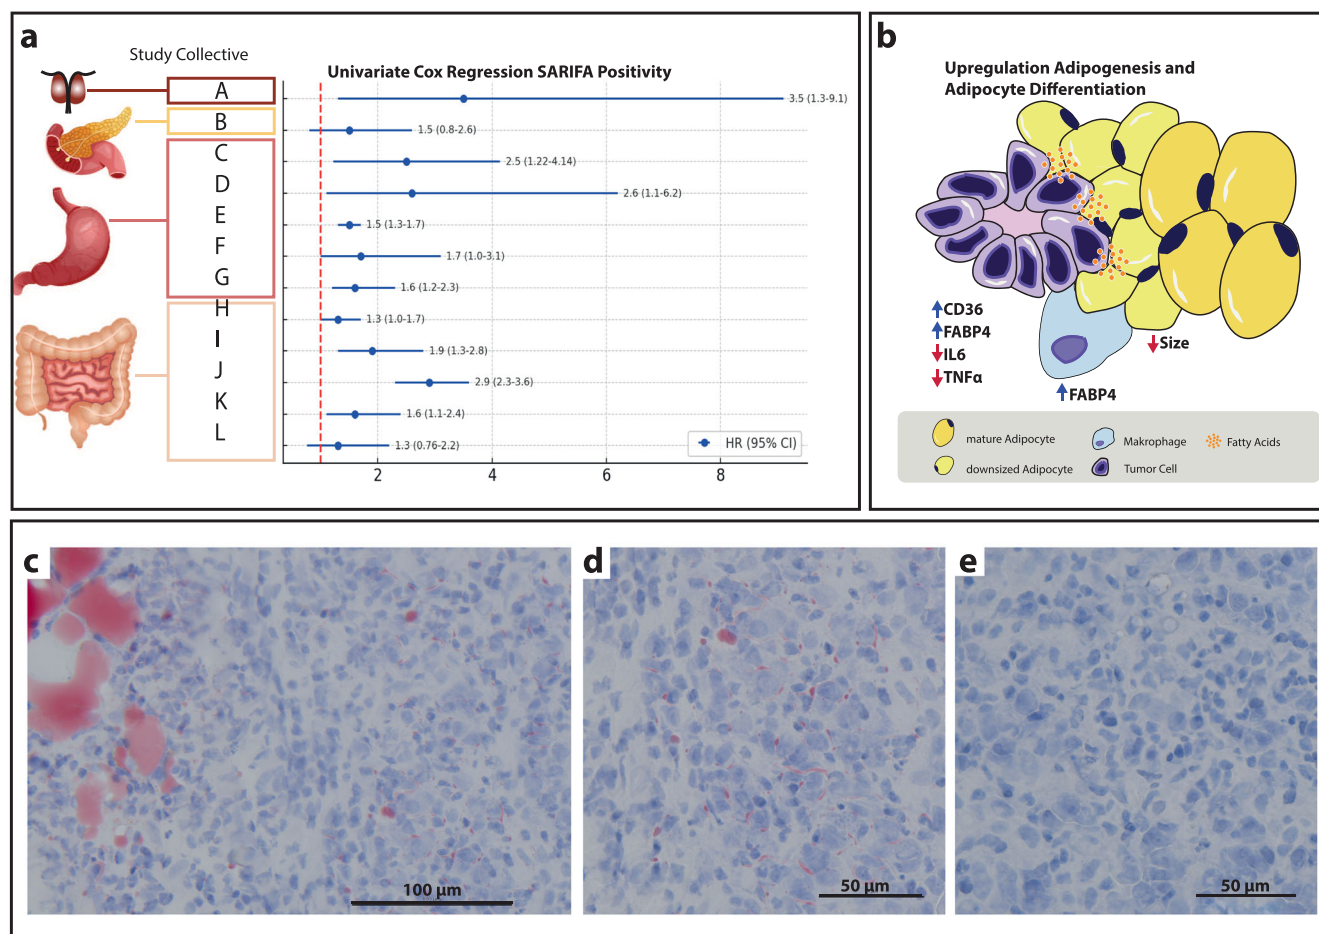 a
Study Collective
Univariate Cox Regression SARIFA Positivity
A
3.5 (1.3-9.1)
B
1.5 (0.8-2.6)
C
2.5 (1.22-4.14)
D
2.6 (1.1-6.2)
E
1.5 (1.3-1.7)
F
1.7 (1.0-3.1)
G
1.6 (1.2-2.3)
H
1.3 (1.0-1.7)
I
1.9 (1.3-2.8)
J
2.9 (2.3-3.6)
K
1.6 (1.1-2.4)
L
1.3 (0.76-2.2)
HR (95% CI)
2 4 6 8
b
Upregulation Adipogenesis and
Adipocyte Differentiation
CD36
FABP4
IL6
TNFα
Size
FABP4
mature Adipocyte
Makrophage
Fatty Acids
downsized Adipocyte
Tumor Cell
c
100 µm
d
50 µm
e
50 µm